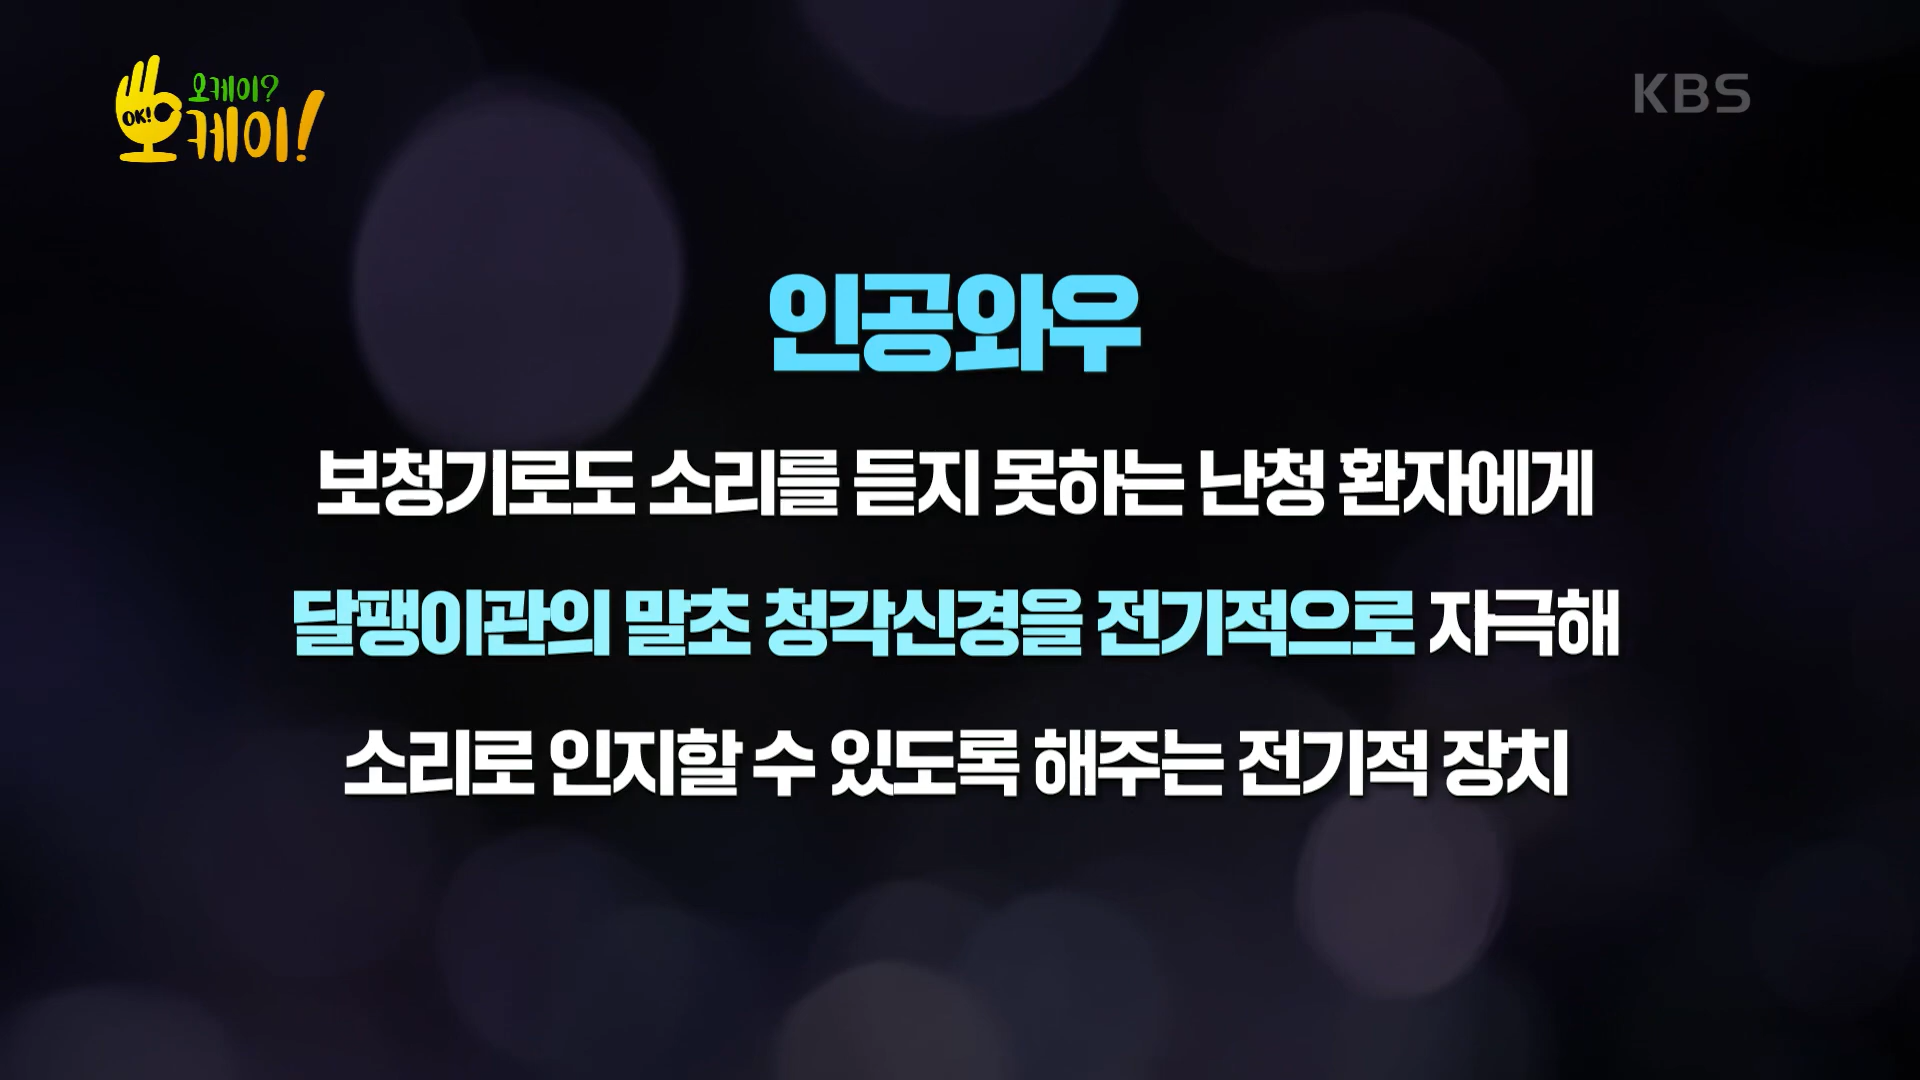 오케이?
오케이!
OK!
KBS
인공와우
보청기로도 소리를 듣지 못하는 난청 환자에게
달팽이관의 말초 청각신경을 전기적으로 자극해
소리로 인지할 수 있도록 해주는 전기적 장치